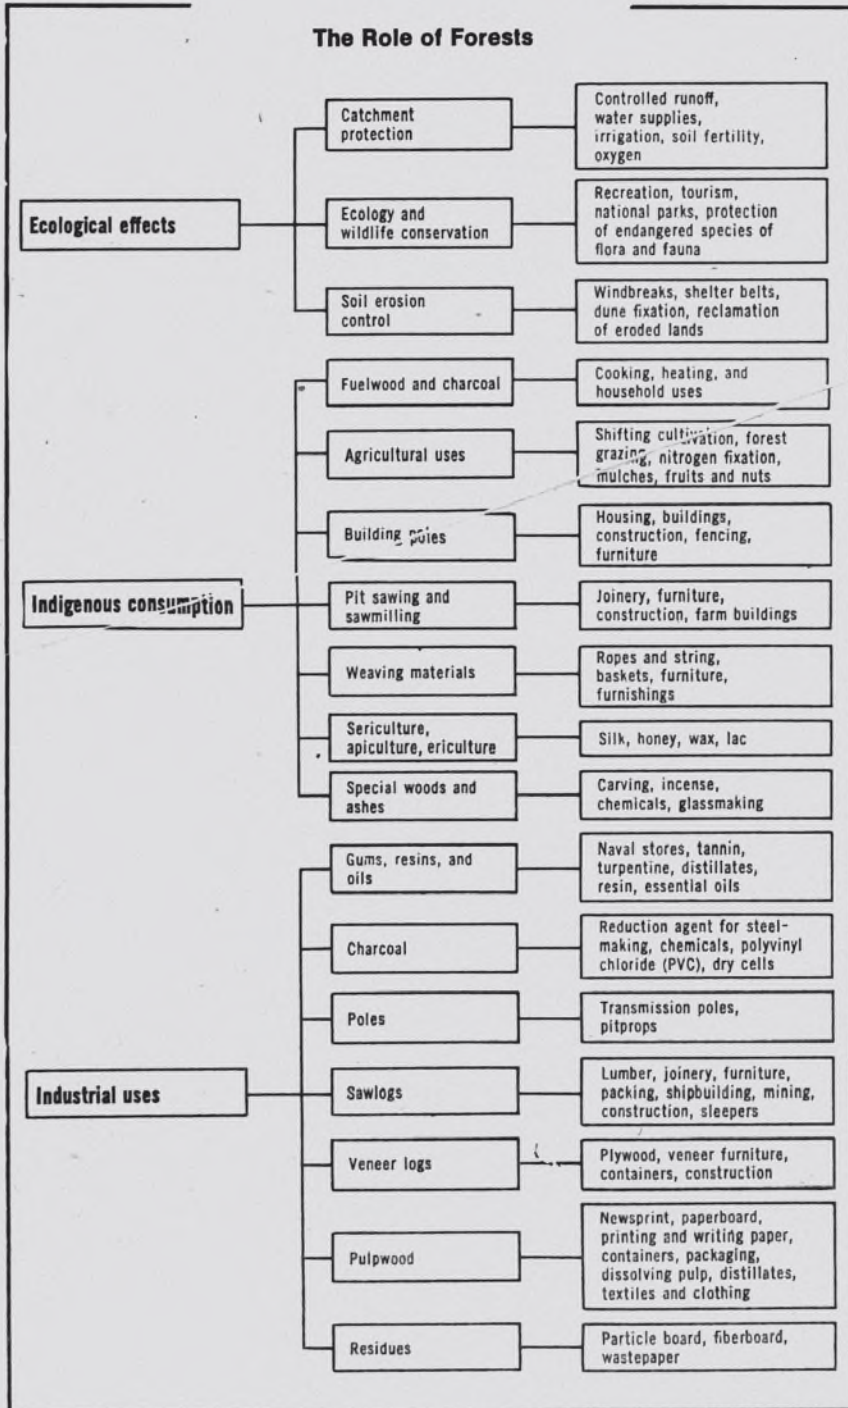 The Role of Forests
Ecological effects
Catchment
protection
Controlled runoff,
water supplies,
irrigation, soil fertility,
oxygen
Ecology and
wildlife conservation
Recreation, tourism,
national parks, protection
of endangered species of
flora and fauna
Soil erosion
control
Windbreaks, shelter belts,
dune fixation, reclamation
of eroded lands
Indigenous consumption
Fuelwood and charcoal
Cooking, heating, and
household uses
Agricultural uses
Shifting cultivation, forest
grazing, nitrogen fixation,
mulches, fruits and nuts
Building poles
Housing, buildings,
construction, fencing,
furniture
Pit sawing and
sawmilling
Joinery, furniture,
construction, farm buildings
Weaving materials
Ropes and string,
baskets, furniture,
furnishings
Sericulture,
apiculture, ericulture
Silk, honey, wax, lac
Special woods and
ashes
Carving, incense,
chemicals, glassmaking
Industrial uses
Gums, resins, and
oils
Naval stores, tannin,
turpentine, distillates,
resin, essential oils
Charcoal
Reduction agent for steel-
making, chemicals, polyvinyl
chloride (PVC), dry cells
Poles
Transmission poles,
pitprops
Sawlogs
Lumber, joinery, furniture,
packing, shipbuilding, mining,
construction, sleepers
Veneer logs
Plywood, veneer furniture,
containers, construction
Pulpwood
Newsprint, paperboard,
printing and writing paper,
containers, packaging,
dissolving pulp, distillates,
textiles and clothing
Residues
Particle board, fiberboard,
wastepaper